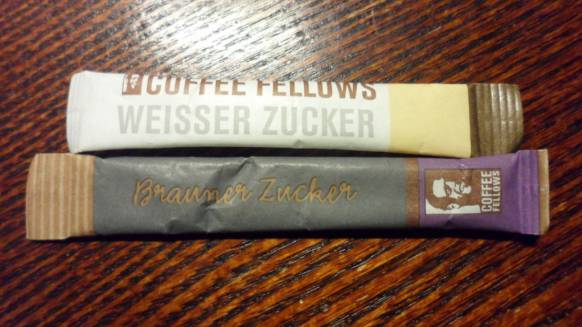 COFFEE FELLOWS
WEISSER ZUCKER
Brauner Zucker
COFFEE
FELLOWS